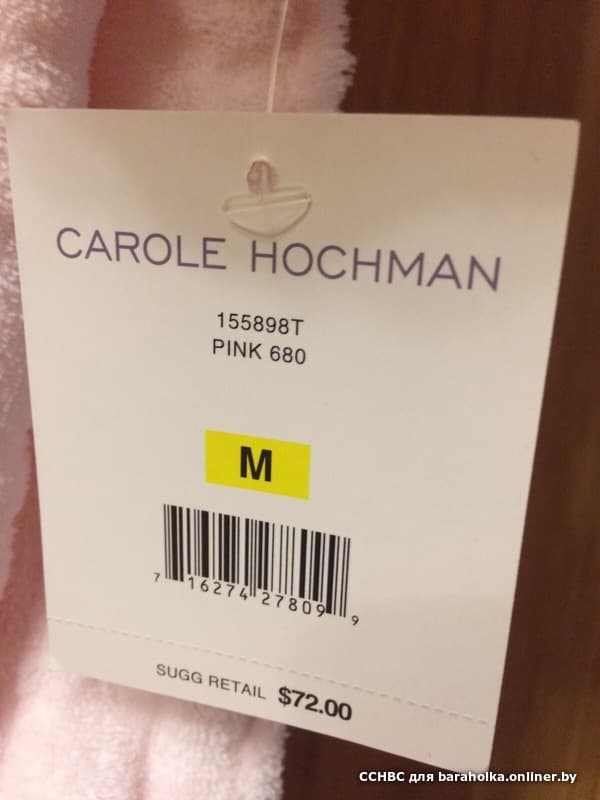 CAROLE HOCHMAN
155898T
PINK 680
M
7 16274 27809 9
SUGG RETAIL $72.00
CCHBC для baraholka.onliner.by